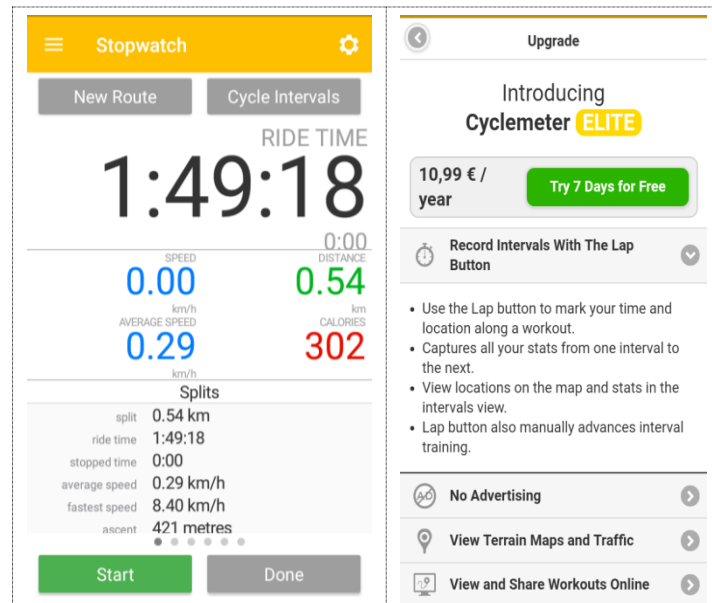 Stopwatch
New Route
Cycle Intervals
RIDE TIME
1:49:18
0:00
SPEED
0.00
km/h
DISTANCE
0.54
km
AVERAGE SPEED
0.29
km/h
CALORIES
302
Splits
split 0.54 km
ride time 1:49:18
stopped time 0:00
average speed 0.29 km/h
fastest speed 8.40 km/h
ascent 421 metres
Start
Done
Upgrade
Introducing
Cyclemeter ELITE
10,99 € /
year
Try 7 Days for Free
Record Intervals With The Lap
Button
• Use the Lap button to mark your time and
location along a workout.
• Captures all your stats from one interval to
the next.
• View locations on the map and stats in the
intervals view.
• Lap button also manually advances interval
training.
No Advertising
View Terrain Maps and Traffic
View and Share Workouts Online